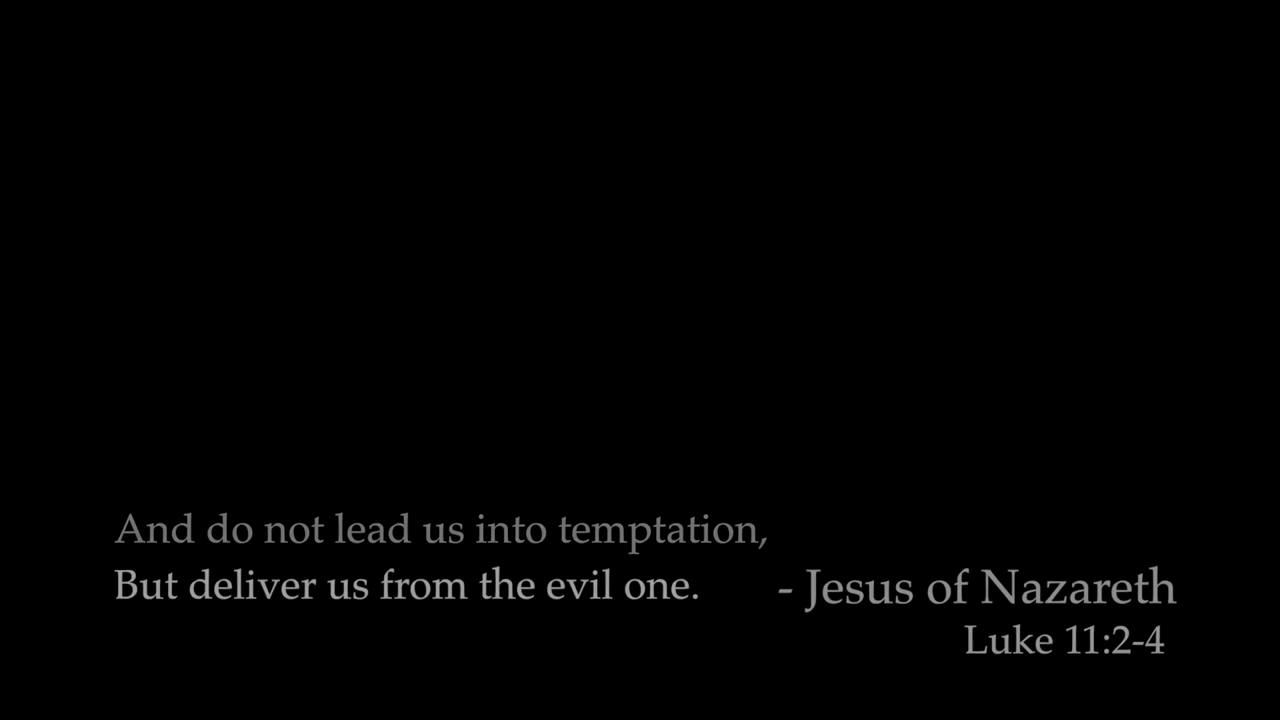 And do not lead us into temptation,
But deliver us from the evil one.
- Jesus of Nazareth
Luke 11:2-4